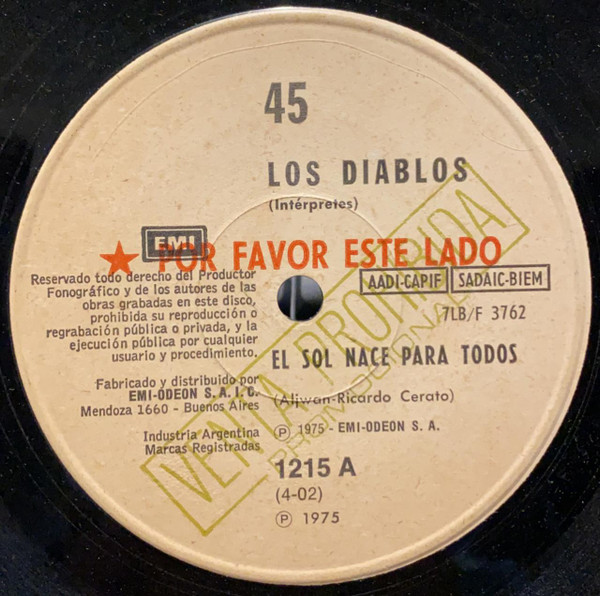 45
LOS DIABLOS
(Intérpretes)
EMI
★ POR FAVOR ESTE LADO
AADI-CAPIF SADAIC-BIEM
7LB/F 3762
Reservado todo derecho del Productor
Fonográfico y de los autores de las
obras grabadas en este disco,
prohibida su reproducción o
regrabación pública o privada, y la
ejecución pública por cualquier
usuario y procedimiento.
EL SOL NACE PARA TODOS
Fabricado y distribuido por
EMI-ODEON S. A. I. C.
Mendoza 1660 - Buenos Aires
(Aljwan-Ricardo Cerato)
Industria Argentina
Marcas Registradas
℗ 1975 - EMI-ODEON S. A.
1215 A
(4-02)
℗ 1975
VENTA PROHIBIDA
PROMOCIONAL